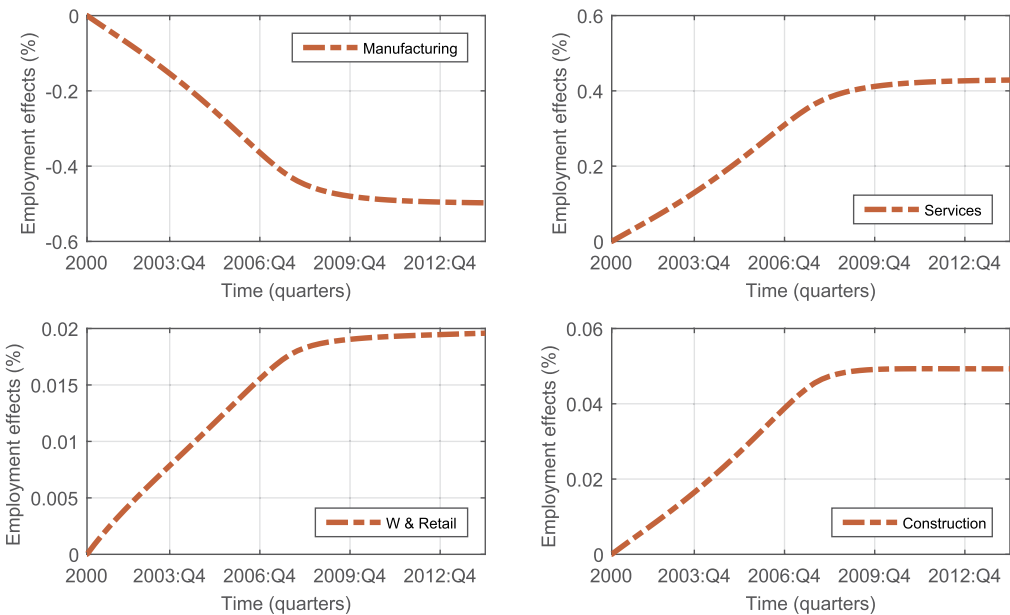 Employment effects (%)
0
-0.2
-0.4
-0.6
Manufacturing
2000 2003:Q4 2006:Q4 2009:Q4 2012:Q4
Time (quarters)
Employment effects (%)
0.6
0.4
0.2
0
Services
2000 2003:Q4 2006:Q4 2009:Q4 2012:Q4
Time (quarters)
Employment effects (%)
0.02
0.015
0.01
0.005
0
W & Retail
2000 2003:Q4 2006:Q4 2009:Q4 2012:Q4
Time (quarters)
Employment effects (%)
0.06
0.04
0.02
0
Construction
2000 2003:Q4 2006:Q4 2009:Q4 2012:Q4
Time (quarters)